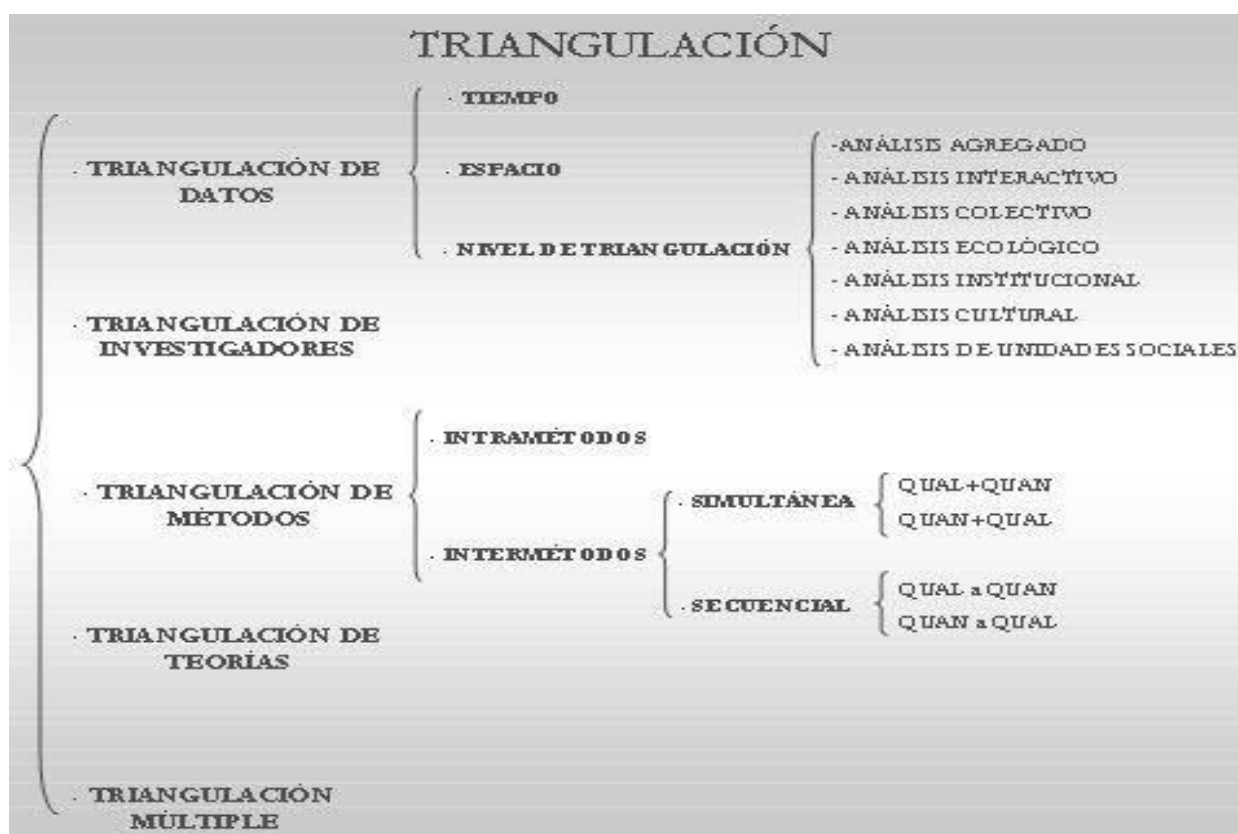 TRIANGULACIÓN
· TRIANGULACIÓN DE
DATOS
· TIEMPO
· ESPACIO
· NIVEL DE TRIANGULACIÓN
-ANÁLISIS AGREGADO
- ANÁLISIS INTERACTIVO
- ANÁLISIS COLECTIVO
- ANÁLISIS ECOLÓGICO
- ANÁLISIS INSTITUCIONAL
- ANÁLISIS CULTURAL
- ANÁLISIS DE UNIDADES SOCIALES
· TRIANGULACIÓN DE
INVESTIGADORES
· TRIANGULACIÓN DE
MÉTODOS
· INTRAMÉTODOS
· INTERMÉTODOS
· SIMULTÁNEA
QUAL+QUAN
QUAN+QUAL
· SECUENCIAL
QUAL a QUAN
QUAN a QUAL
· TRIANGULACIÓN DE
TEORÍAS
· TRIANGULACIÓN
MÚLTIPLE